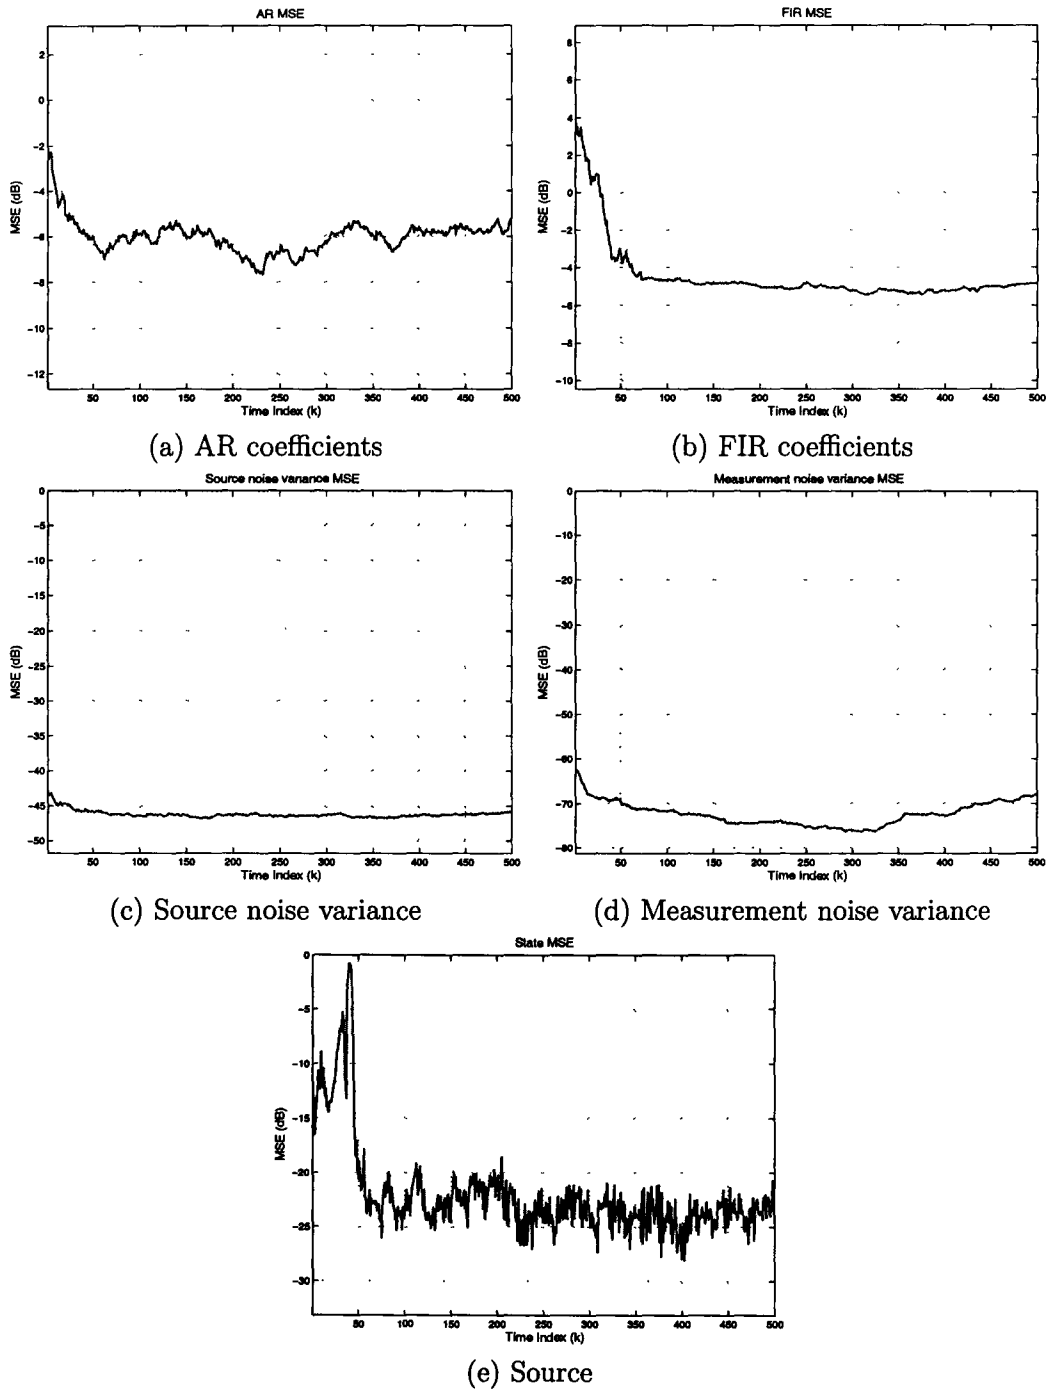 AR MSE
2
0
−2
−4
−6
−8
−10
−12
MSE (dB)
50 100 150 200 250 300 350 400 450 500
Time Index (k)
(a) AR coefficients
FIR MSE
8
6
4
2
0
−2
−4
−6
−8
−10
MSE (dB)
50 100 150 200 250 300 350 400 450 500
Time Index (k)
(b) FIR coefficients
Source noise variance MSE
0
−5
−10
−15
−20
−25
−30
−35
−40
−45
−50
MSE (dB)
50 100 150 200 250 300 350 400 450 500
Time Index (k)
(c) Source noise variance
Measurement noise variance MSE
0
−10
−20
−30
−40
−50
−60
−70
−80
MSE (dB)
50 100 150 200 250 300 350 400 450 500
Time Index (k)
(d) Measurement noise variance
State MSE
0
−5
−10
−15
−20
−25
−30
MSE (dB)
50 100 150 200 250 300 350 400 450 500
Time Index (k)
(e) Source